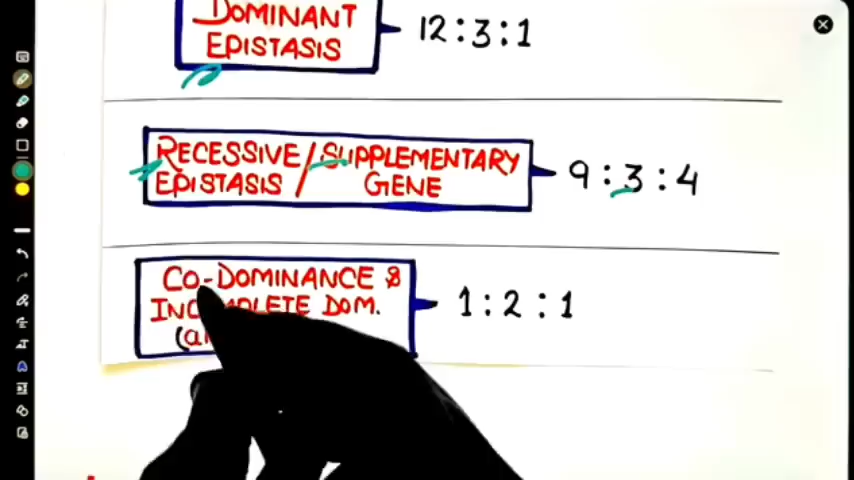 DOMINANT
EPISTASIS
12:3:1
RECESSIVE/SUPPLEMENTARY
EPISTASIS GENE
9:3:4
CO-DOMINANCE &
DOM.
1:2:1